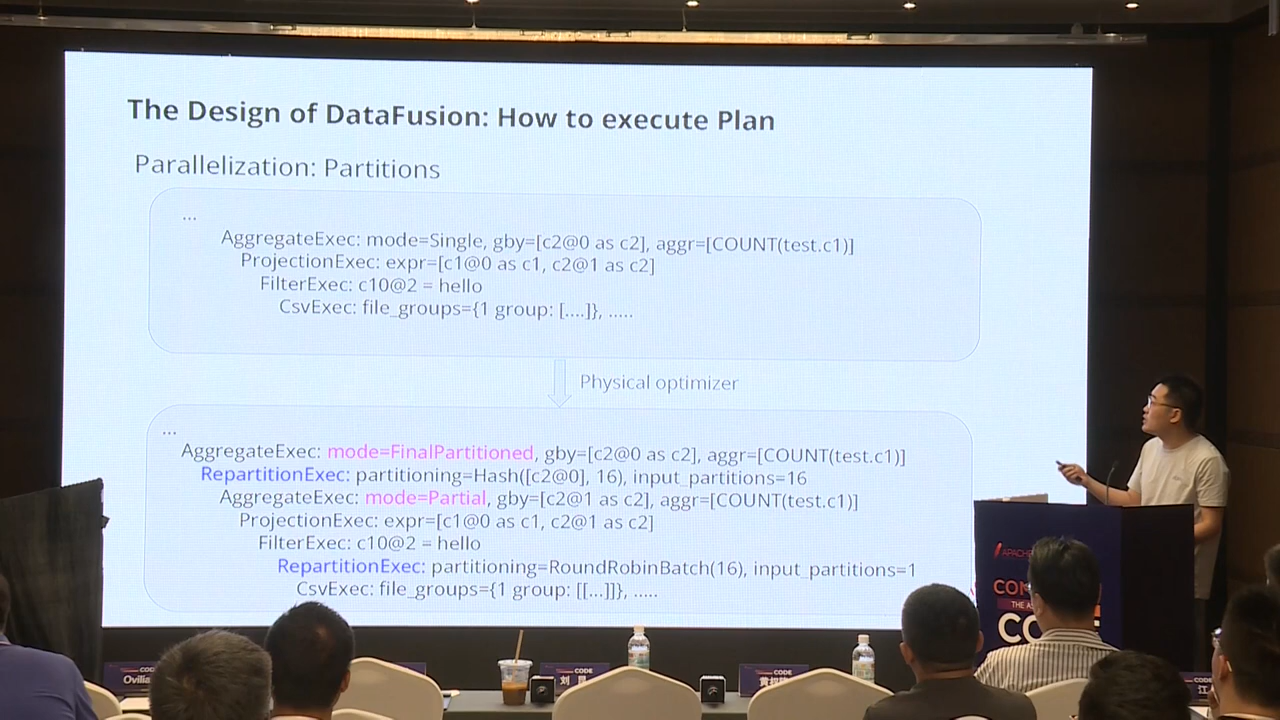 The Design of DataFusion: How to execute Plan
Parallelization: Partitions
...
AggregateExec: mode=Single, gby=[c2@0 as c2], aggr=[COUNT(test.c1)]
ProjectionExec: expr=[c1@0 as c1, c2@1 as c2]
FilterExec: c10@2 = hello
CsvExec: file_groups={1 group: [....]}, .....
Physical optimizer
...
AggregateExec: mode=FinalPartitioned, gby=[c2@0 as c2], aggr=[COUNT(test.c1)]
RepartitionExec: partitioning=Hash([c2@0], 16), input_partitions=16
AggregateExec: mode=Partial, gby=[c2@1 as c2], aggr=[COUNT(test.c1)]
ProjectionExec: expr=[c1@0 as c1, c2@1 as c2]
FilterExec: c10@2 = hello
RepartitionExec: partitioning=RoundRobinBatch(16), input_partitions=1
CsvExec: file_groups={1 group: [[...]]}, .....
APACHE
THE
CODE
CODE
Ovilia
刘
江